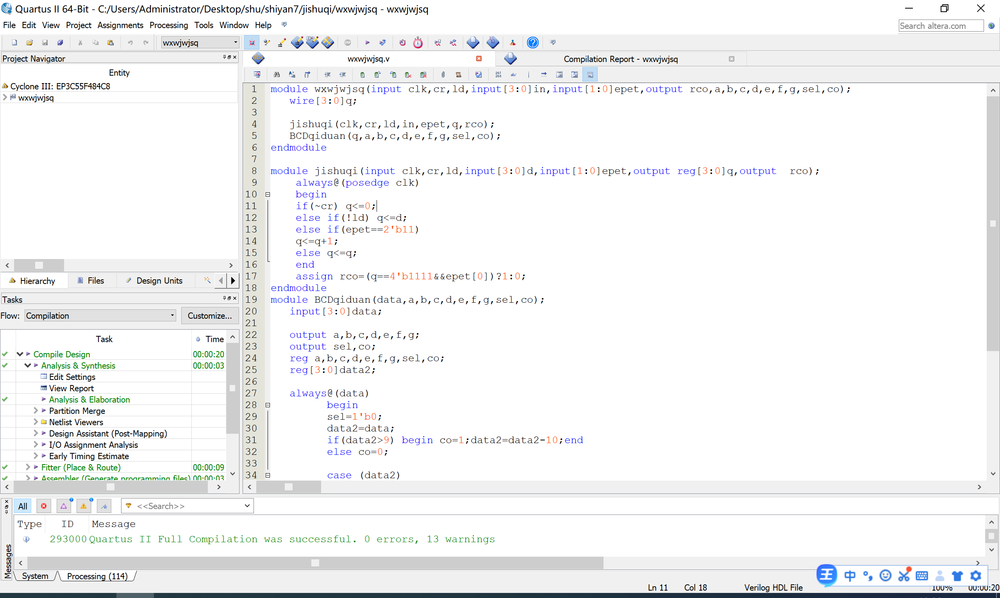 Quartus II 64-Bit - C:/Users/Administrator/Desktop/shu/shiyan7/jishuqi/wxwjwjsq - wxwjwjsq
File Edit View Project Assignments Processing Tools Window Help
Search altera.com
wxwjwjsq
STOP
Project Navigator
Entity
Cyclone III: EP3C55F484C8
abd wxwjwjsq
Hierarchy Files Design Units
Tasks
Flow: Compilation Customize...
Task Time
Compile Design 00:00:20
Analysis & Synthesis 00:00:03
Edit Settings
View Report
Analysis & Elaboration
Partition Merge
Netlist Viewers
Design Assistant (Post-Mapping)
I/O Assignment Analysis
Early Timing Estimate
Fitter (Place & Route) 00:00:09
Assembler (Generate programming files) 00:00:03
abc wxwjwjsq.v
Compilation Report - wxwjwjsq
267
268
ab/
1 module wxwjwjsq(input clk,cr,ld,input[3:0]in,input[1:0]epet,output rco,a,b,c,d,e,f,g,sel,co);
2 wire[3:0]q;
3
4 jishuqi(clk,cr,ld,in,epet,q,rco);
5 BCDqiduan(q,a,b,c,d,e,f,g,sel,co);
6 endmodule
7
8 module jishuqi(input clk,cr,ld,input[3:0]d,input[1:0]epet,output reg[3:0]q,output  rco);
9 always@(posedge clk)
10 begin
11 if(~cr) q<=0;
12 else if(!ld) q<=d;
13 else if(epet==2'b11)
14 q<=q+1;
15 else q<=q;
16 end
17 assign rco=(q==4'b1111&&epet[0])?1:0;
18 endmodule
19 module BCDqiduan(data,a,b,c,d,e,f,g,sel,co);
20 input[3:0]data;
21
22 output a,b,c,d,e,f,g;
23 output sel,co;
24 reg a,b,c,d,e,f,g,sel,co;
25 reg[3:0]data2;
26
27 always@(data)
28 begin
29 sel=1'b0;
30 data2=data;
31 if(data2>9) begin co=1;data2=data2-10;end
32 else co=0;
33
34 case (data2)
Messages
All 7 5 <<Search>>
Type ID Message
293000 Quartus II Full Compilation was successful. 0 errors, 13 warnings
System Processing (114)
王 中
Ln 11 Col 18 Verilog HDL File 100% 00:00:20